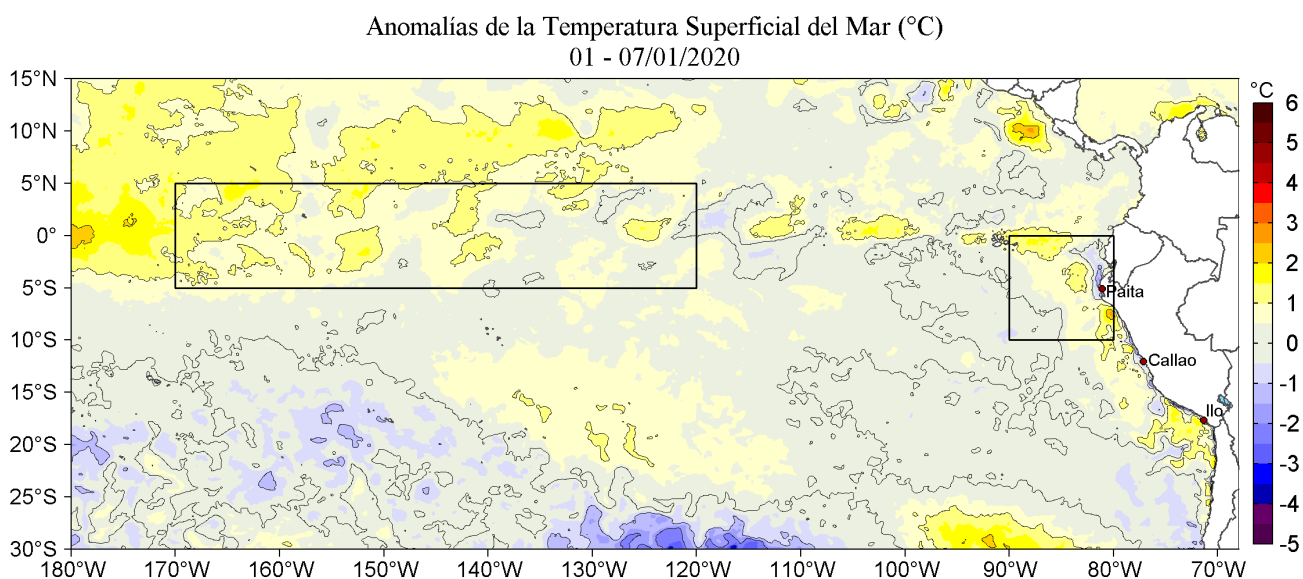 Anomalías de la Temperatura Superficial del Mar (°C)
01 - 07/01/2020
15°N
10°N
5°N
0°
5°S
10°S
15°S
20°S
25°S
30°S
180°W
170°W
160°W
150°W
140°W
130°W
120°W
110°W
100°W
90°W
80°W
70°W
Paita
Callao
Ilo
°C
6
5
4
3
2
1
0
-1
-2
-3
-4
-5